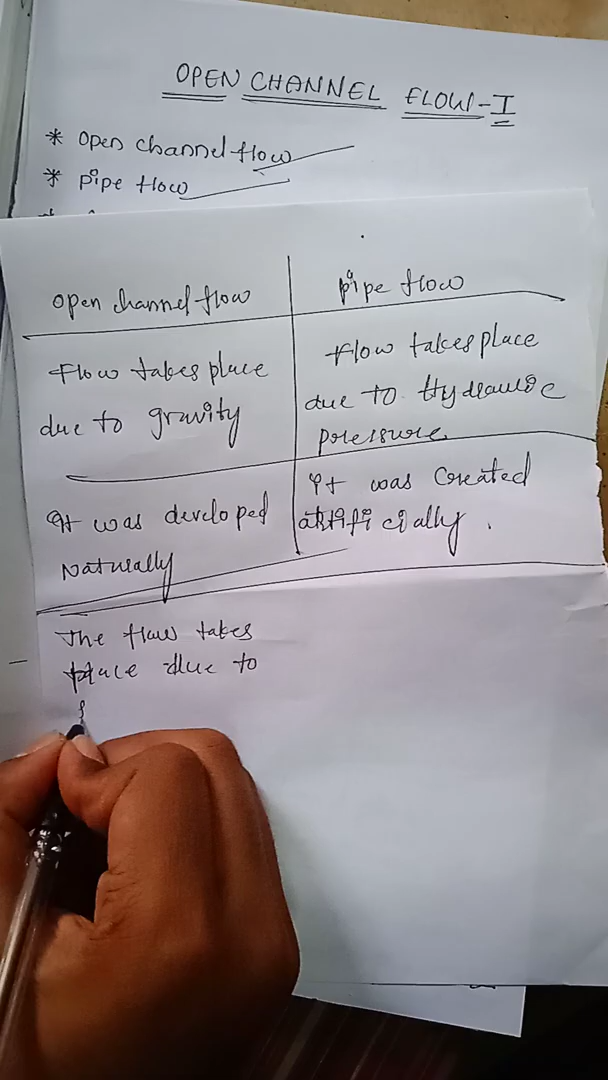 OPEN CHANNEL FLOW-I
* Open channel flow
* Pipe flow
open channel flow
pipe flow
Flow takes place
due to gravity
Flow takes place
due to Hydraulic
pressure.
It was developed
Naturally
It was Created
artificially.
The flow takes
place due to